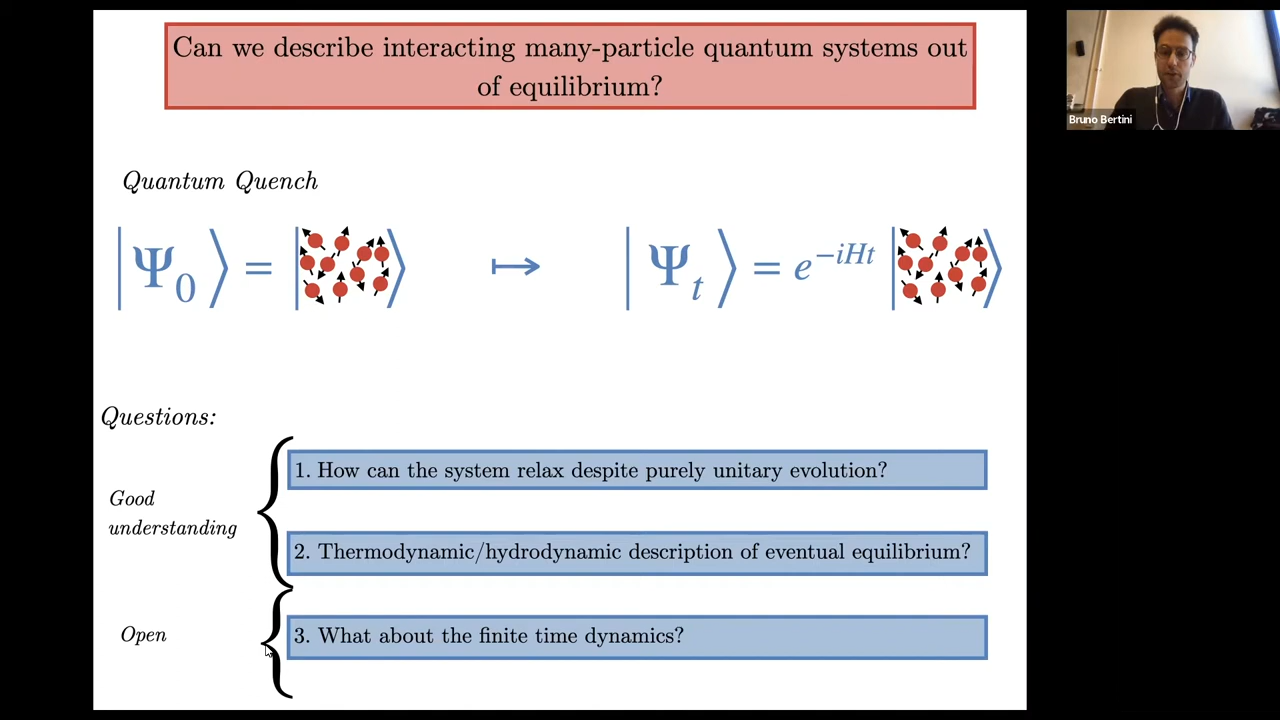 Can we describe interacting many-particle quantum systems out
of equilibrium?
Bruno Bertini
Quantum Quench
|Ψ₀⟩ = | ⟩ ↦ |Ψₜ⟩ = e^{-iHt} | ⟩
Questions:
1. How can the system relax despite purely unitary evolution?
Good
understanding
2. Thermodynamic/hydrodynamic description of eventual equilibrium?
Open
3. What about the finite time dynamics?